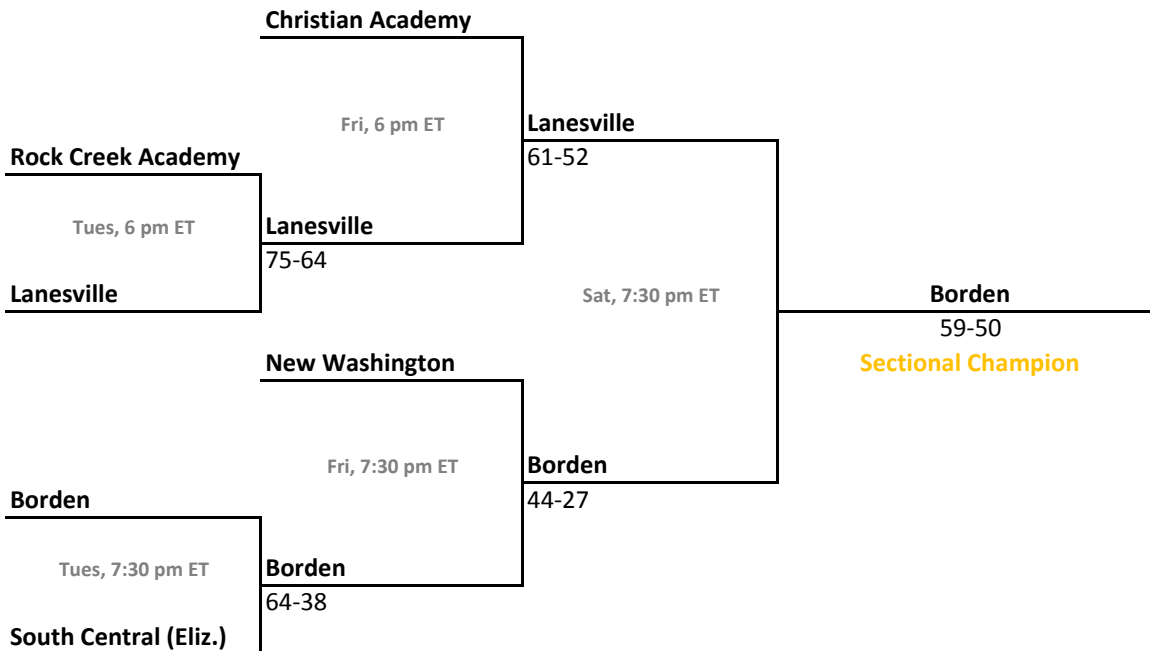 Christian Academy
Fri, 6 pm ET
Lanesville
61-52
Rock Creek Academy
Tues, 6 pm ET
Lanesville
75-64
Lanesville
Sat, 7:30 pm ET
Borden
59-50
Sectional Champion
New Washington
Fri, 7:30 pm ET
Borden
44-27
Borden
Tues, 7:30 pm ET
Borden
64-38
South Central (Eliz.)